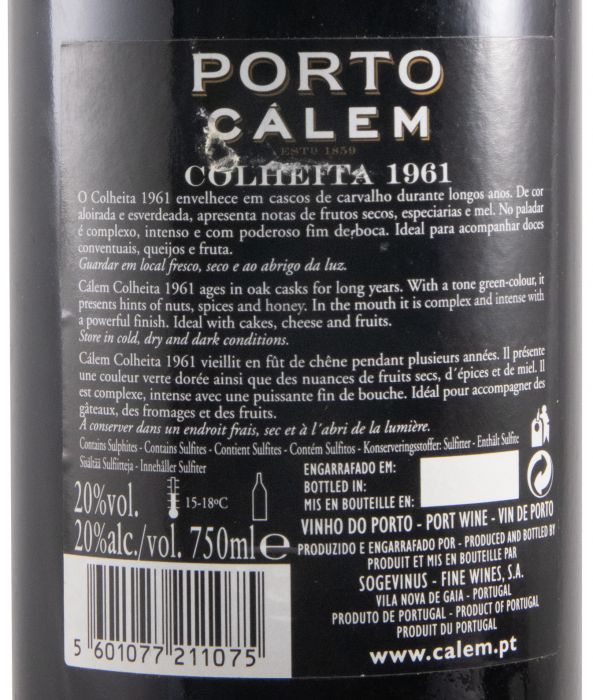 PORTO
CÁLEM
ESTD 1859
COLHEITA 1961
O Colheita 1961 envelhece em cascos de carvalho durante longos anos. De cor
aloirada e esverdeada, apresenta notas de frutos secos, especiarias e mel. No paladar
é complexo, intenso e com poderoso fim de boca. Ideal para acompanhar doces
conventuais, queijos e fruta.
Guardar em local fresco, seco e ao abrigo da luz.
Cálem Colheita 1961 ages in oak casks for long years. With a tone green-colour, it
presents hints of nuts, spices and honey. In the mouth it is complex and intense with
a powerful finish. Ideal with cakes, cheese and fruits.
Store in cold, dry and dark conditions.
Cálem Colheita 1961 vieillit en fût de chêne pendant plusieurs années. Il présente
une couleur verte dorée ainsi que des nuances de fruits secs, d´épices et de miel. Il
est complexe, intense avec une puissante fin de bouche. Idéal pour accompagner des
gâteaux, des fromages et des fruits.
A conserver dans un endroit frais, sec et à l´abri de la lumière.
Contains Sulphites - Contains Sulfites - Contient Sulfites - Contém Sulfitos - Konserveringsstoffer: Sulfitter - Enthält Sulfite
Sisältää Sulfiitteja - Innehåller Sulfiter
20%vol.
15-18ºC
20%alc./vol. 750ml e
ENGARRAFADO EM:
BOTTLED IN:
MIS EN BOUTEILLE EN:
VINHO DO PORTO - PORT WINE - VIN DE PORTO
PRODUZIDO E ENGARRAFADO POR - PRODUCED AND BOTTLED BY
PRODUIT ET MIS EN BOUTEILLE PAR
SOGEVINUS - FINE WINES, S.A.
VILA NOVA DE GAIA - PORTUGAL
PRODUTO DE PORTUGAL - PRODUCT OF PORTUGAL
PRODUIT DU PORTUGAL
www.calem.pt
5 601077 211075